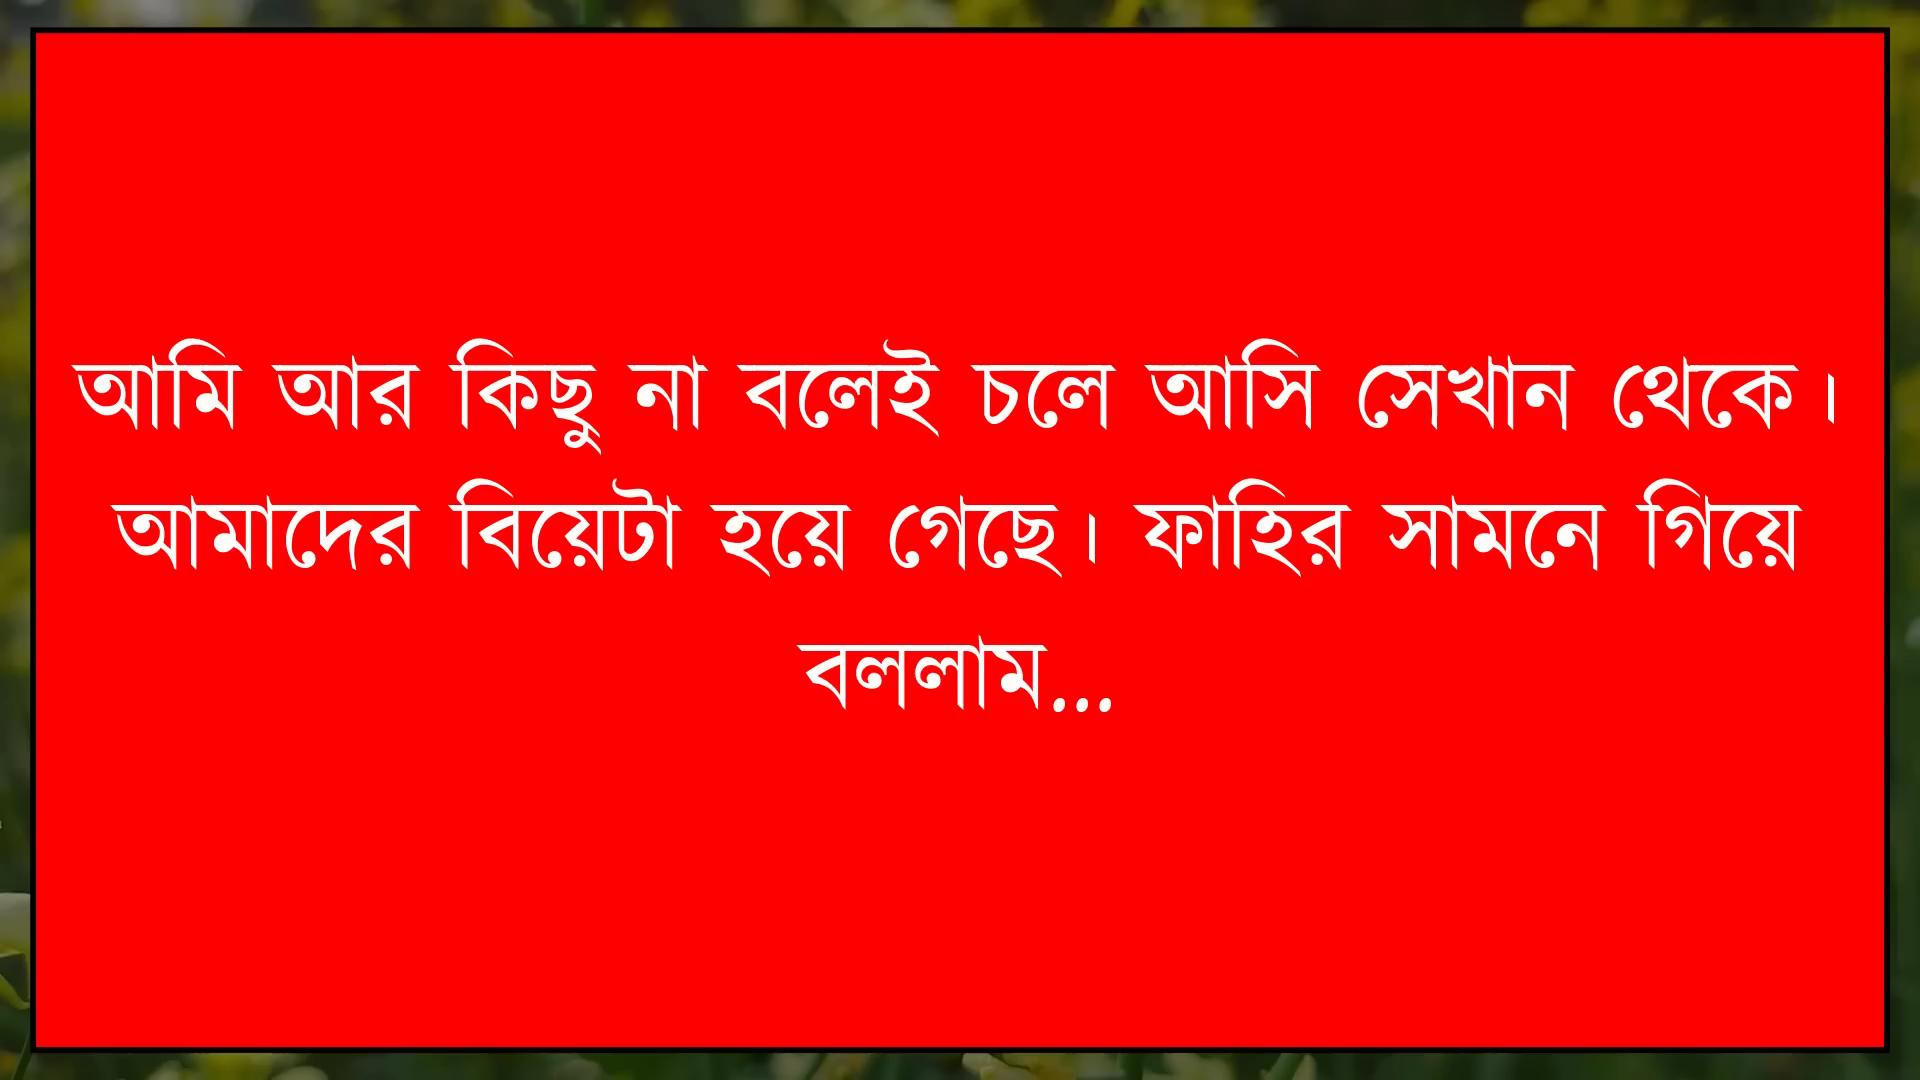 আমি আর কিছু না বলেই চলে আসি সেখান থেকে।
আমাদের বিয়েটা হয়ে গেছে। ফাহির সামনে গিয়ে
বললাম...